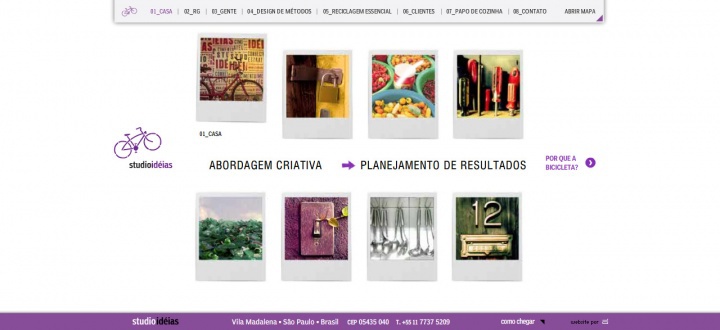 01_CASA | 02_RG | 03_GENTE | 04_DESIGN DE MÉTODOS | 05_RECICLAGEM ESSENCIAL | 06_CLIENTES | 07_PAPO DE COZINHA | 08_CONTATO ABRIR MAPA
01_CASA
studioidéias
ABORDAGEM CRIATIVA
PLANEJAMENTO DE RESULTADOS
POR QUE A
BICICLETA?
12
studioidéias
Vila Madalena • São Paulo • Brasil CEP 05435 040 T. +55 11 7737 5209
como chegar